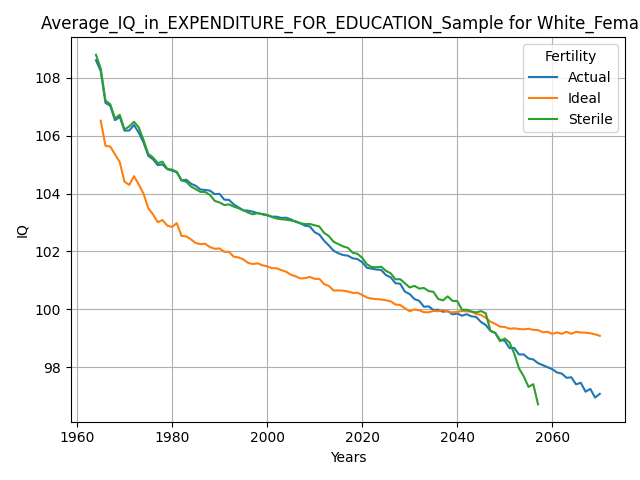 Average_IQ_in_EXPENDITURE_FOR_EDUCATION_Sample for White_Fema
Fertility
Actual
Ideal
Sterile
IQ
108
106
104
102
100
98
1960
1980
2000
2020
2040
2060
Years